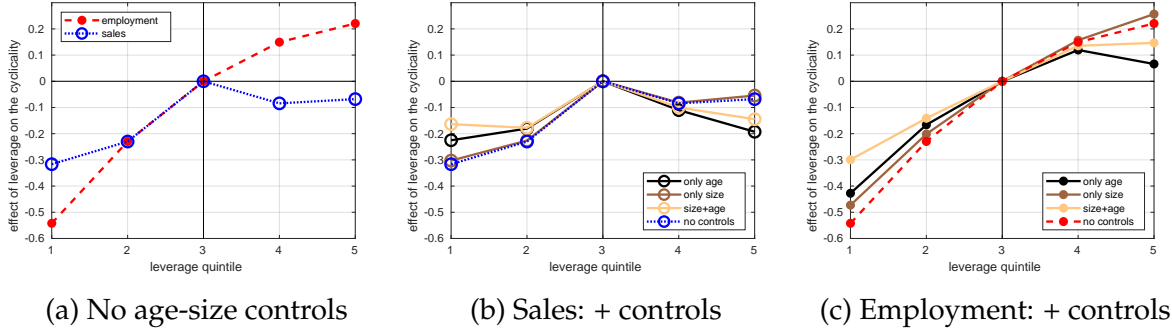 0.2
0.1
0
-0.1
-0.2
-0.3
-0.4
-0.5
-0.6
effect of leverage on the cyclicality
employment
sales
1 2 3 4 5
leverage quintile
(a) No age-size controls
0.2
0.1
0
-0.1
-0.2
-0.3
-0.4
-0.5
-0.6
effect of leverage on the cyclicality
only age
only size
size+age
no controls
1 2 3 4 5
leverage quintile
(b) Sales: + controls
0.2
0.1
0
-0.1
-0.2
-0.3
-0.4
-0.5
-0.6
effect of leverage on the cyclicality
only age
only size
size+age
no controls
1 2 3 4 5
leverage quintile
(c) Employment: + controls